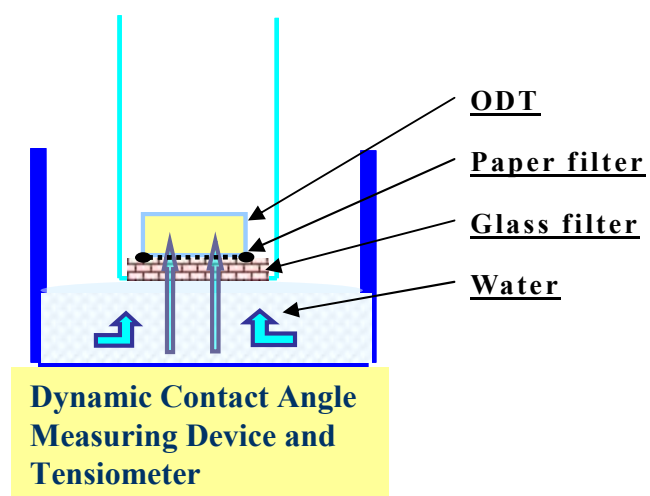 ODT
Paper filter
Glass filter
Water
Dynamic Contact Angle
Measuring Device and
Tensiometer